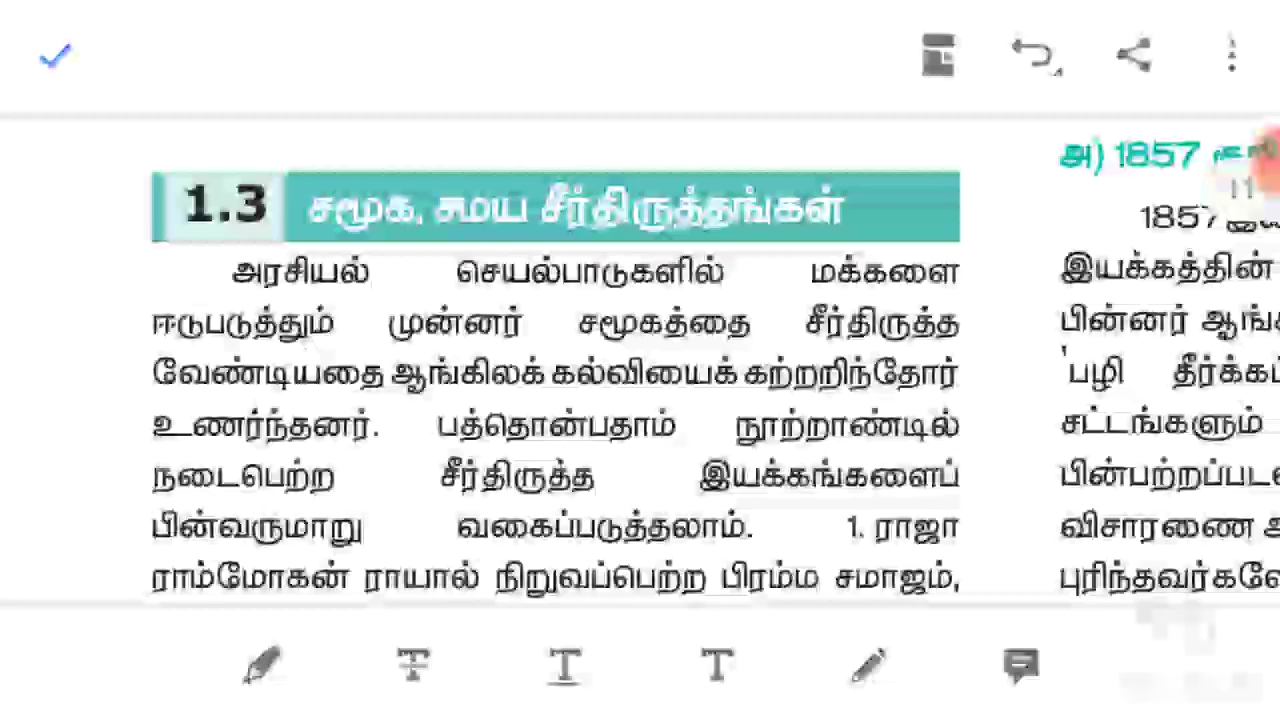 1.3 சமூக, சமய சீர்திருத்தங்கள்
அரசியல் செயல்பாடுகளில் மக்களை
ஈடுபடுத்தும் முன்னர் சமூகத்தை சீர்திருத்த
வேண்டியதை ஆங்கிலக் கல்வியைக் கற்றறிந்தோர்
உணர்ந்தனர். பத்தொன்பதாம் நூற்றாண்டில்
நடைபெற்ற சீர்திருத்த இயக்கங்களைப்
பின்வருமாறு வகைப்படுத்தலாம். 1. ராஜா
ராம்மோகன் ராயால் நிறுவப்பெற்ற பிரம்ம சமாஜம்,
அ) 1857
11
1857
இயக்கத்தின்
பின்னர்
'பழி
சட்டங்களும்
விசாரணை